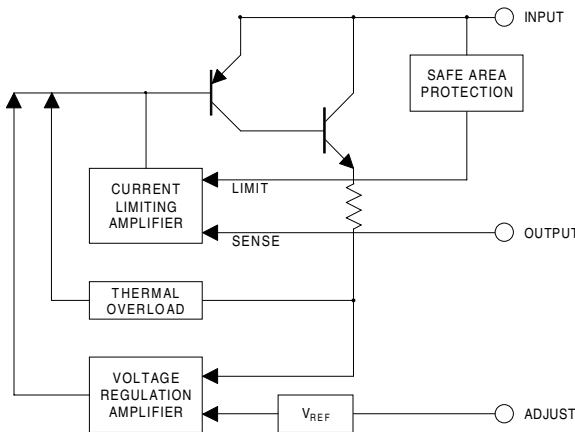 INPUT
SAFE AREA
PROTECTION
CURRENT
LIMITING
AMPLIFIER
LIMIT
SENSE
OUTPUT
THERMAL
OVERLOAD
VOLTAGE
REGULATION
AMPLIFIER
VREF
ADJUST